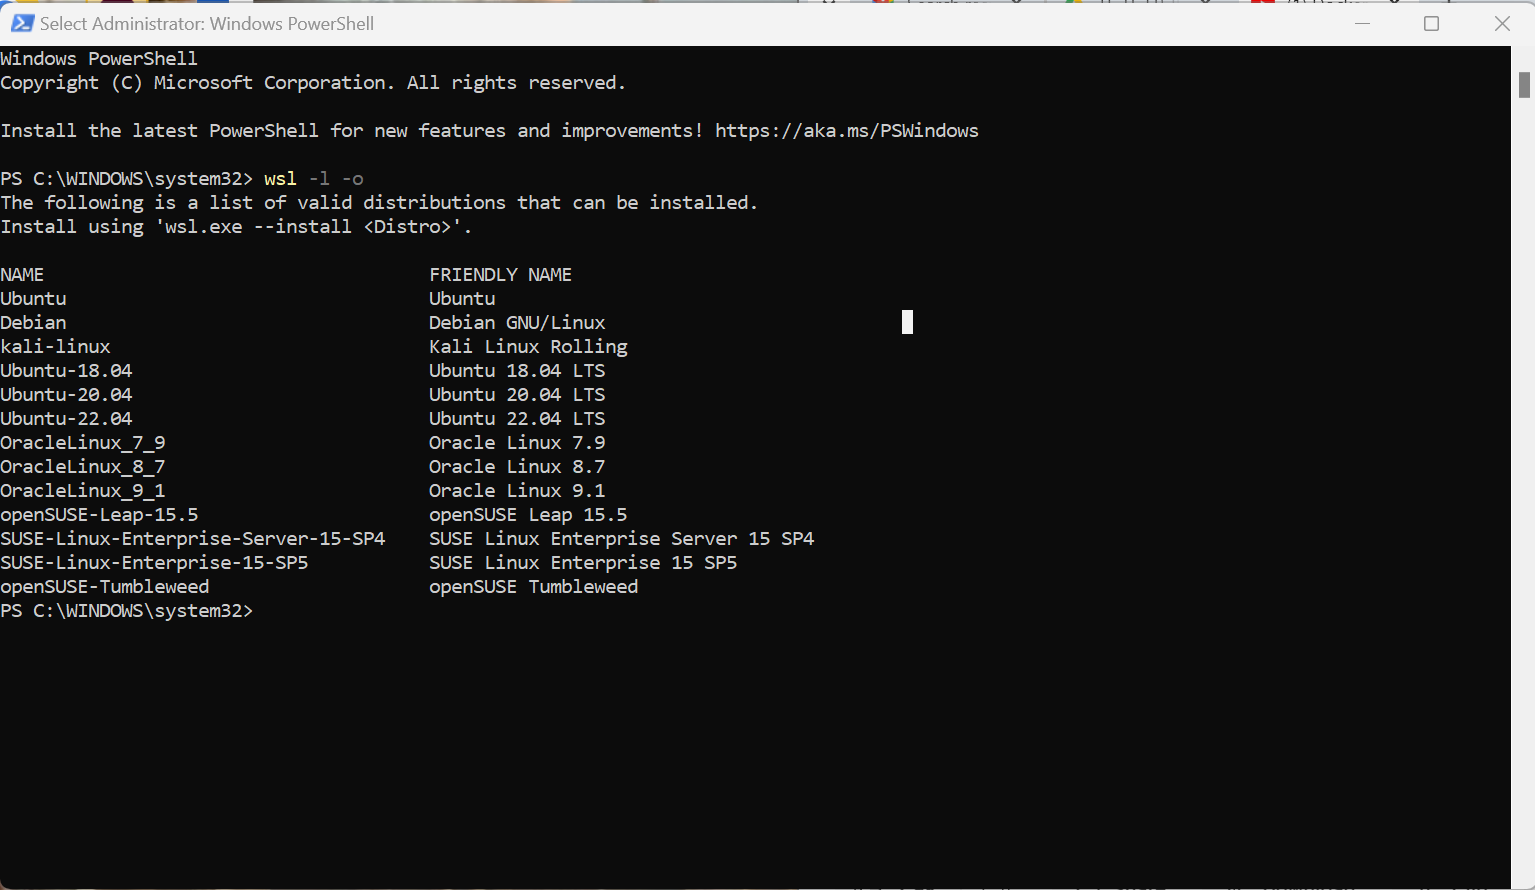 Select Administrator: Windows PowerShell
Windows PowerShell
Copyright (C) Microsoft Corporation. All rights reserved.
Install the latest PowerShell for new features and improvements! https://aka.ms/PSWindows
PS C:\WINDOWS\system32> wsl -l -o
The following is a list of valid distributions that can be installed.
Install using 'wsl.exe --install <Distro>'.
NAME FRIENDLY NAME
Ubuntu Ubuntu
Debian Debian GNU/Linux
kali-linux Kali Linux Rolling
Ubuntu-18.04 Ubuntu 18.04 LTS
Ubuntu-20.04 Ubuntu 20.04 LTS
Ubuntu-22.04 Ubuntu 22.04 LTS
OracleLinux_7_9 Oracle Linux 7.9
OracleLinux_8_7 Oracle Linux 8.7
OracleLinux_9_1 Oracle Linux 9.1
openSUSE-Leap-15.5 openSUSE Leap 15.5
SUSE-Linux-Enterprise-Server-15-SP4 SUSE Linux Enterprise Server 15 SP4
SUSE-Linux-Enterprise-15-SP5 SUSE Linux Enterprise 15 SP5
openSUSE-Tumbleweed openSUSE Tumbleweed
PS C:\WINDOWS\system32>